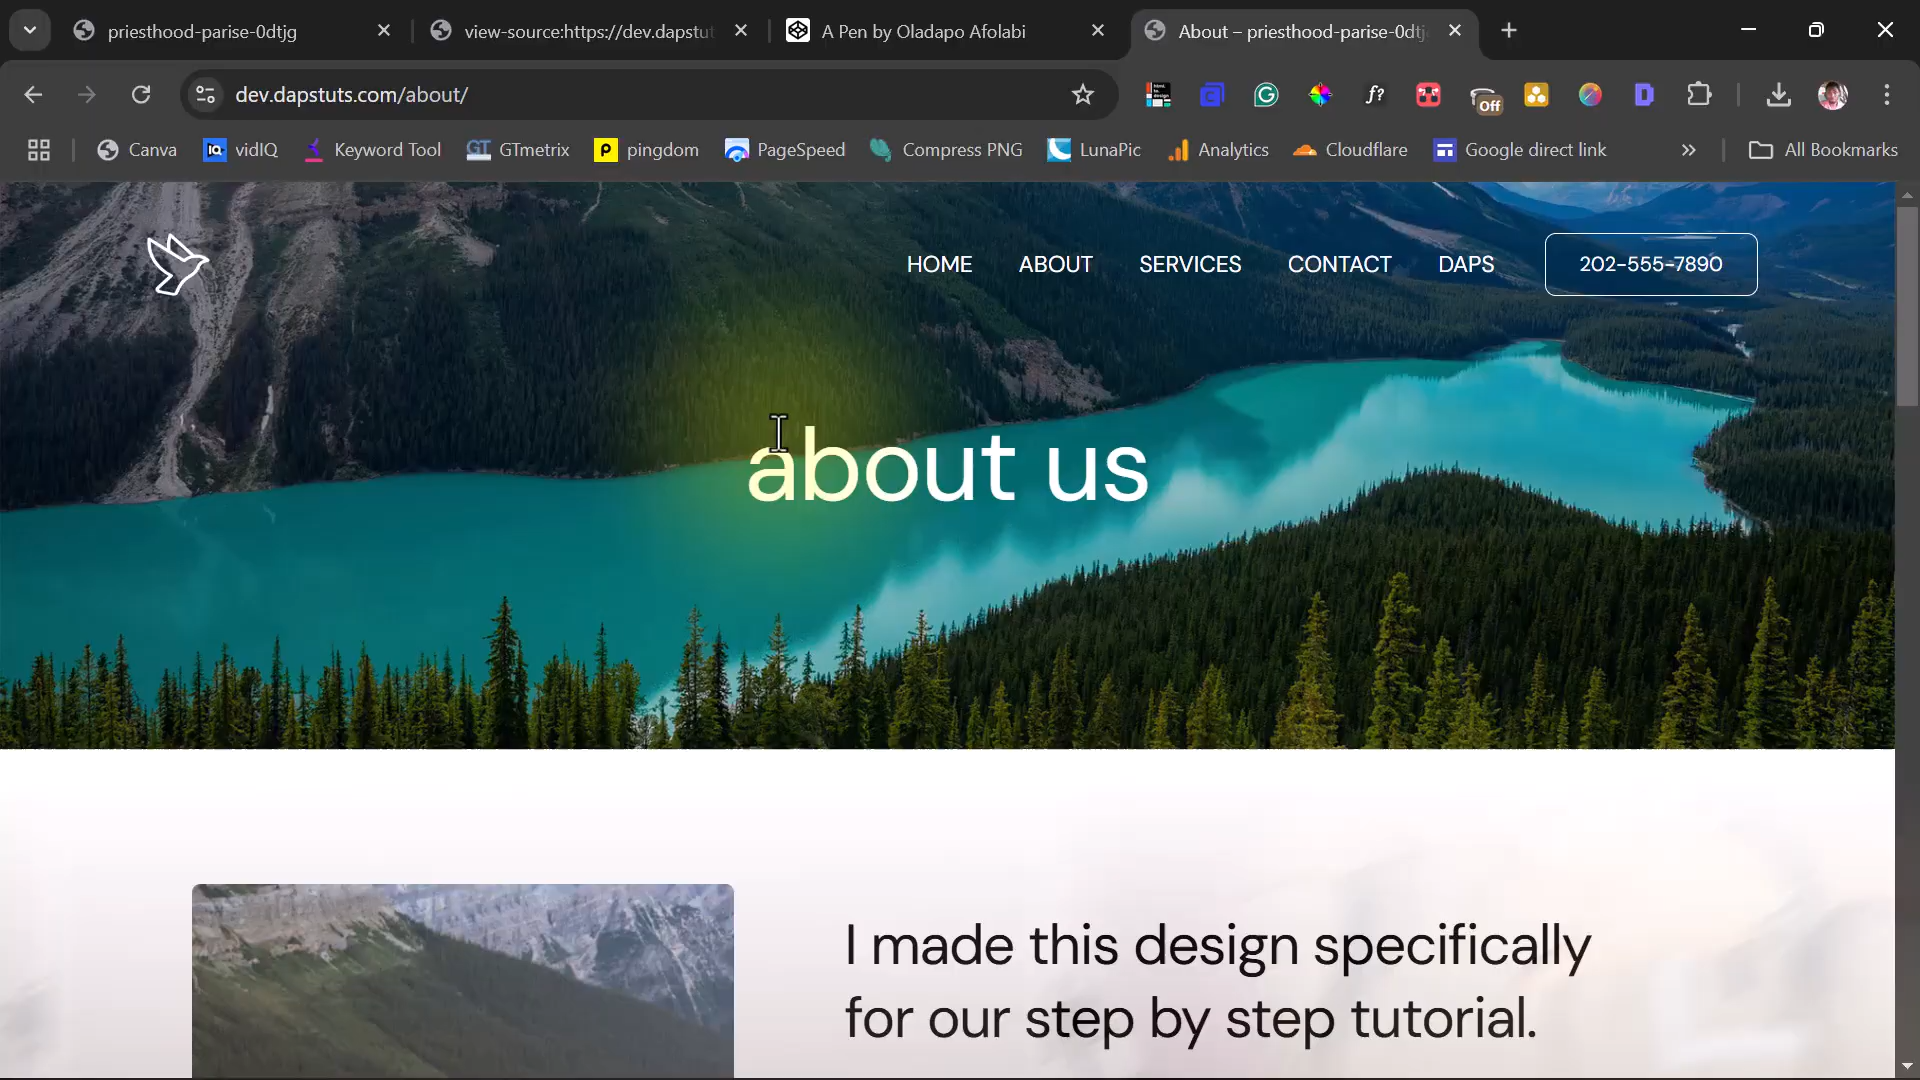 priesthood-parise-0dtjg
view-source:https://dev.dapstut
A Pen by Oladapo Afolabi
About – priesthood-parise-0dtj
dev.dapstuts.com/about/
f?
Off
D
Canva
vidIQ
Keyword Tool
GTmetrix
pingdom
PageSpeed
Compress PNG
LunaPic
Analytics
Cloudflare
Google direct link
All Bookmarks
HOME
ABOUT
SERVICES
CONTACT
DAPS
202-555-7890
about us
I made this design specifically
for our step by step tutorial.